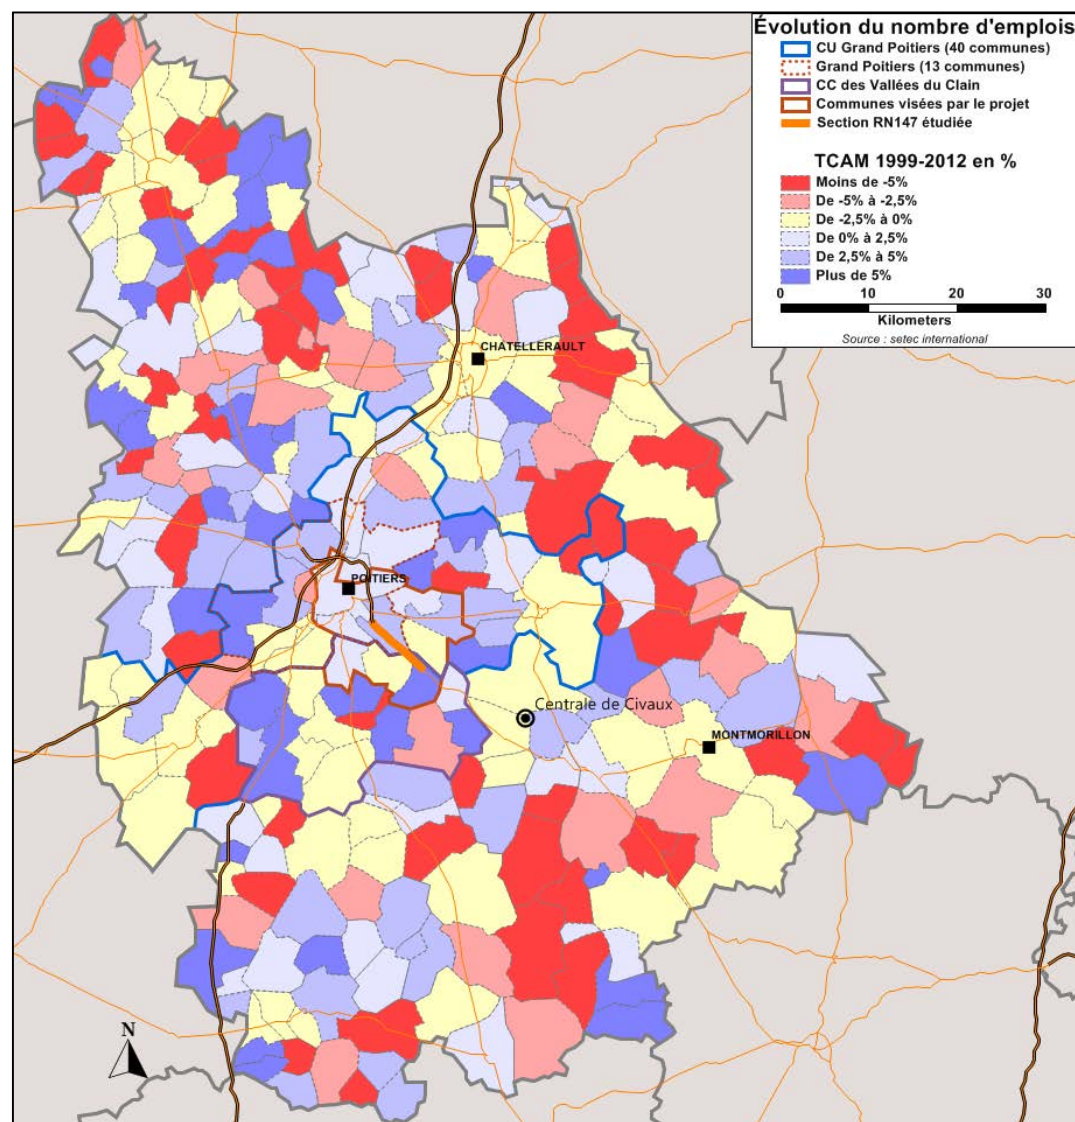 Évolution du nombre d'emplois
CU Grand Poitiers (40 communes)
Grand Poitiers (13 communes)
CC des Vallées du Clain
Communes visées par le projet
Section RN147 étudiée
TCAM 1999-2012 en %
Moins de -5%
De -5% à -2,5%
De -2,5% à 0%
De 0% à 2,5%
De 2,5% à 5%
Plus de 5%
0 10 20 30
Kilometers
Source : setec international
CHATELLERAULT
POITIERS
Centrale de Civaux
MONTMORILLON
N